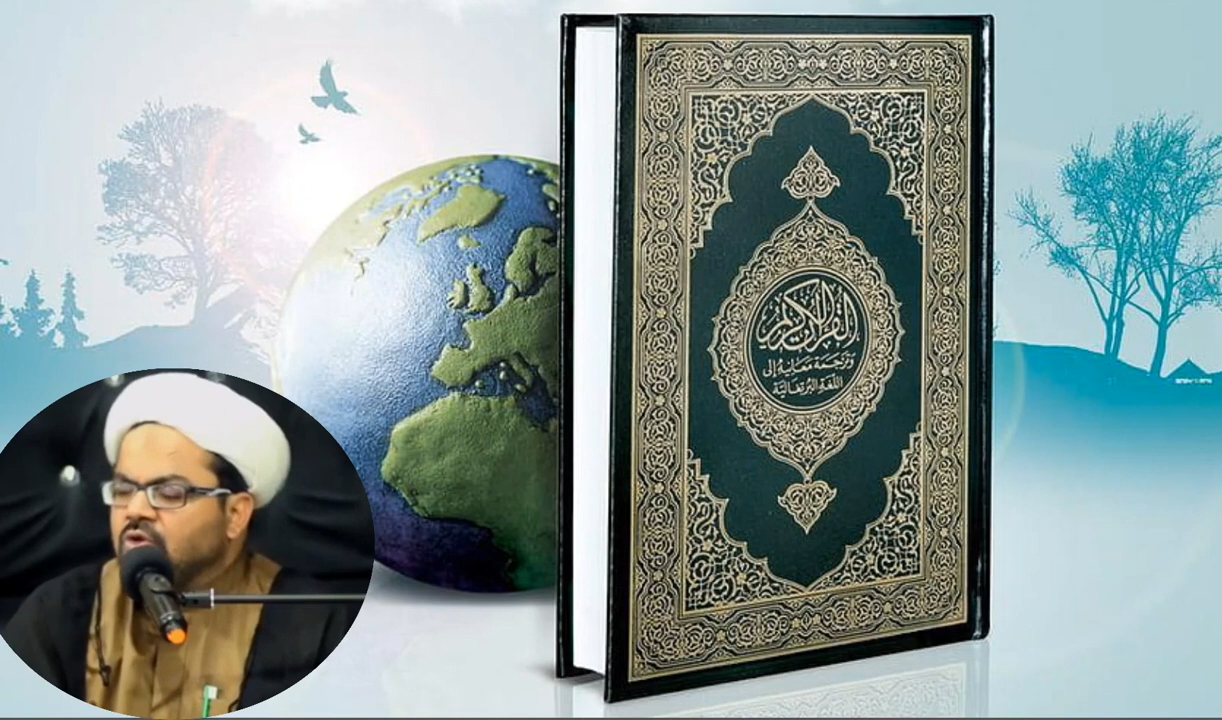 القرآن الكريم
وترجمة معانيه إلى
اللغة البرتغالية